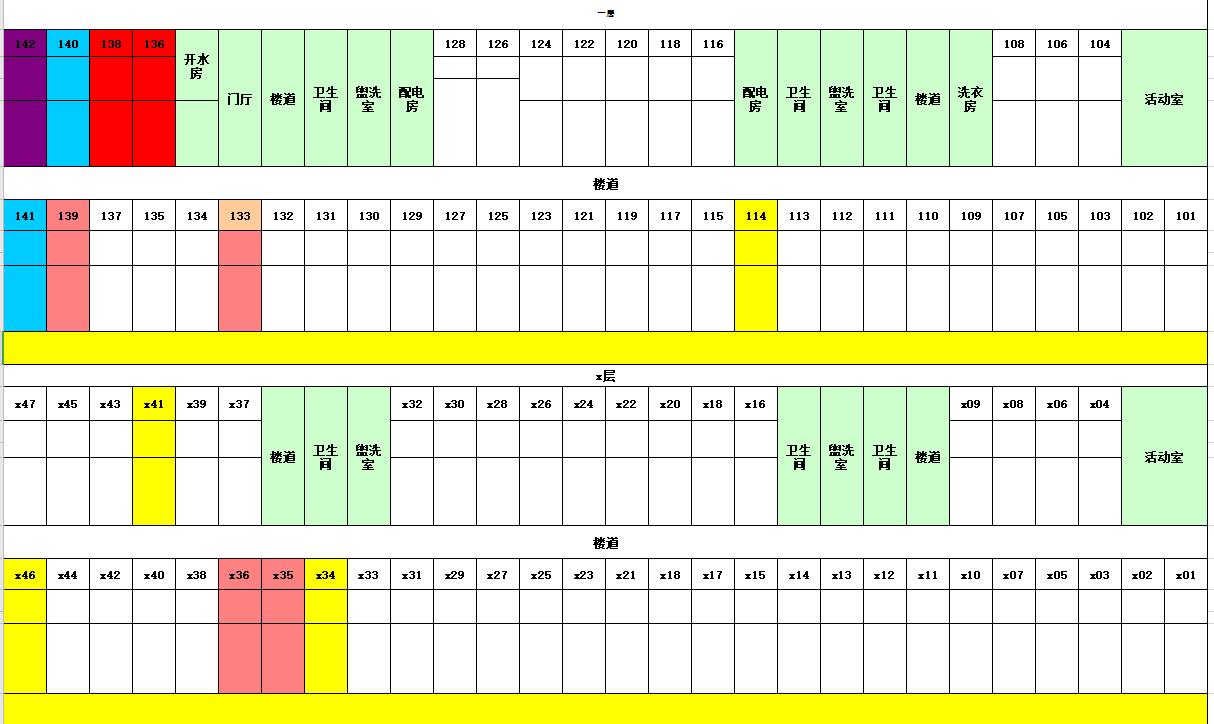 一层
142 140 138 136 开水房 门厅 楼道 卫生间 盥洗室 配电房 128 126 124 122 120 118 116 配电房 卫生间 盥洗室 卫生间 楼道 洗衣房 108 106 104 活动室
楼道
141 139 137 135 134 133 132 131 130 129 127 125 123 121 119 117 115 114 113 112 111 110 109 107 105 103 102 101
x层
x47 x45 x43 x41 x39 x37 楼道 卫生间 盥洗室 x32 x30 x28 x26 x24 x22 x20 x18 x16 卫生间 盥洗室 卫生间 楼道 x09 x08 x06 x04 活动室
楼道
x46 x44 x42 x40 x38 x36 x35 x34 x33 x31 x29 x27 x25 x23 x21 x18 x17 x15 x14 x13 x12 x11 x10 x07 x05 x03 x02 x01